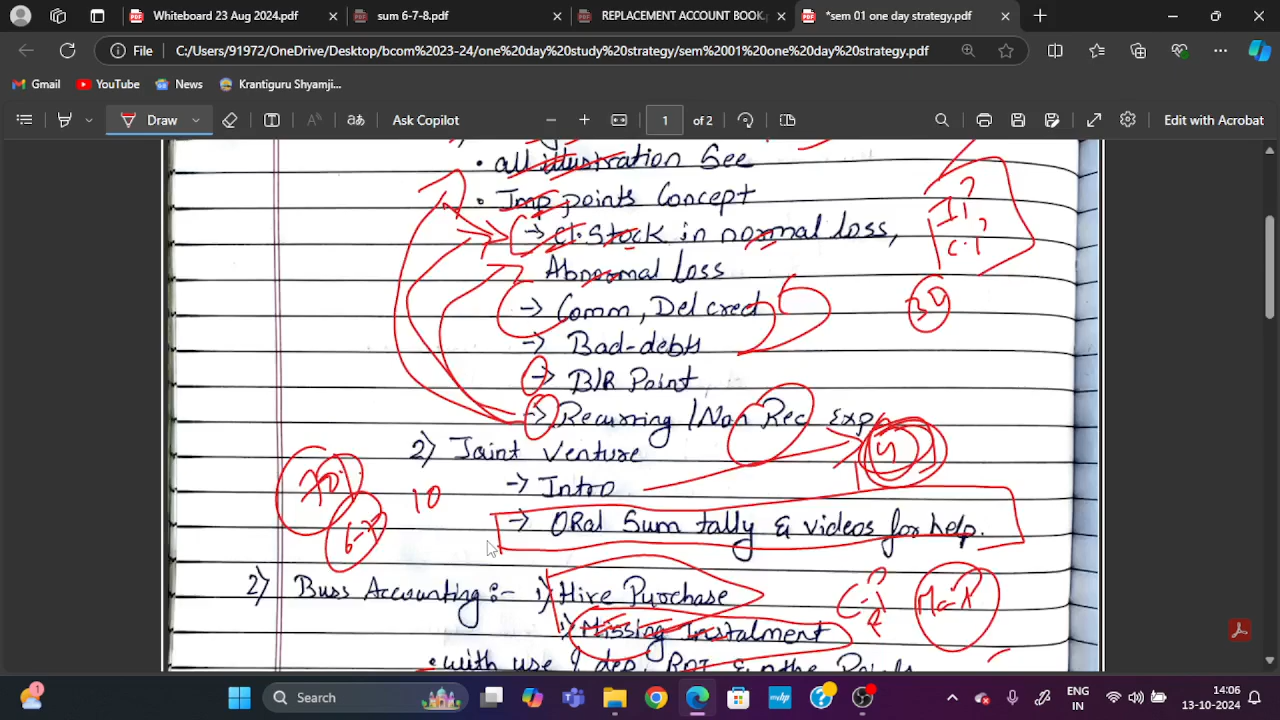 Whiteboard 23 Aug 2024.pdf
sum 6-7-8.pdf
REPLACEMENT ACCOUNT BOOK.
*sem 01 one day strategy.pdf
File
C:/Users/91972/OneDrive/Desktop/bcom%2023-24/one%20day%20study%20strategy/sem%2001%20one%20day%20strategy.pdf
Gmail
YouTube
News
Krantiguru Shyamji...
Draw
Ask Copilot
1 of 2
Edit with Acrobat
• all illustration See
• Imp points Concept
→ cl. Stock in normal loss,
Abnormal loss
→ Comm, Del cred
→ Bad-debts
→ B/R Point
→ Recurring / Non Rec Exp
2) Joint Venture
→ Intro
→ ORal Sum tally & videos for help.
10
2) Buss Accounting :- i) Hire Purchase
i) Missing Instalment
• with use
Search
ENG
IN
14:06
13-10-2024
1